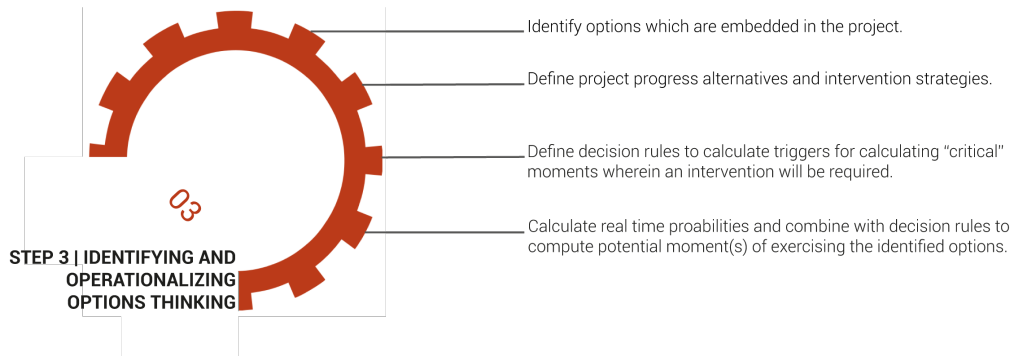 Identify options which are embedded in the project.
Define project progress alternatives and intervention strategies.
Define decision rules to calculate triggers for calculating “critical”
moments wherein an intervention will be required.
Calculate real time proabilities and combine with decision rules to
compute potential moment(s) of exercising the identified options.
03
STEP 3 | IDENTIFYING AND
OPERATIONALIZING
OPTIONS THINKING